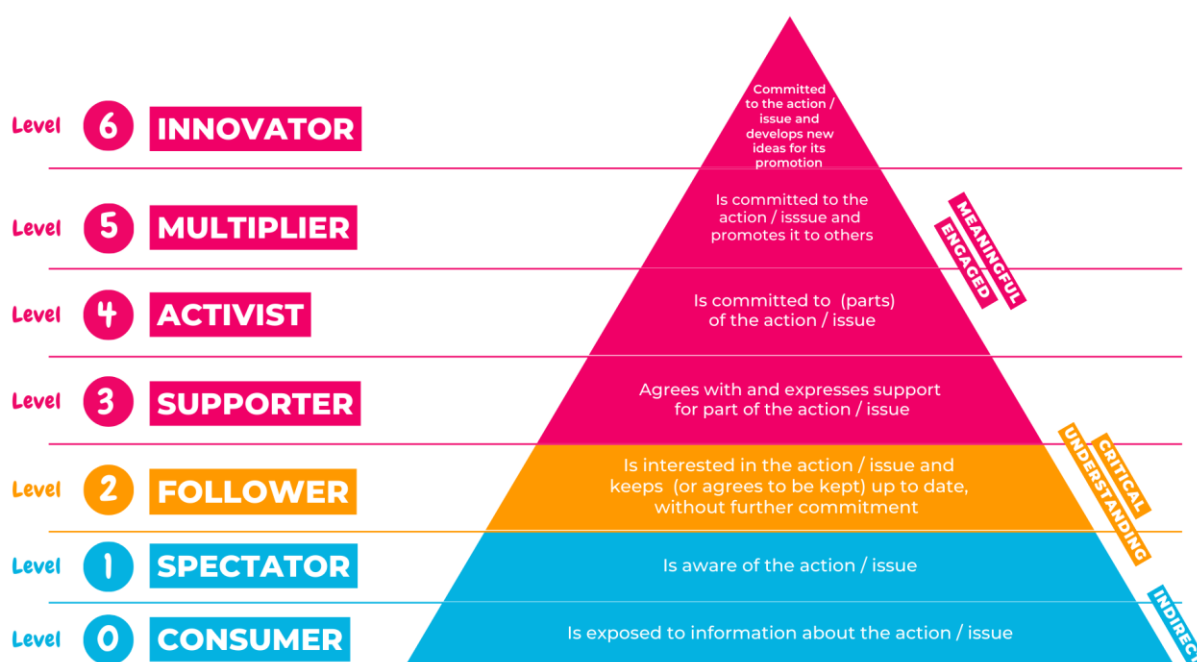 Level 6 INNOVATOR
Committed
to the action /
issue and
develops new
ideas for its
promotion
Level 5 MULTIPLIER
Is committed to the
action / isssue and
promotes it to others
MEANINGFUL
ENGAGED
Level 4 ACTIVIST
Is committed to (parts)
of the action / issue
Level 3 SUPPORTER
Agrees with and expresses support
for part of the action / issue
Level 2 FOLLOWER
Is interested in the action / issue and
keeps (or agrees to be kept) up to date,
without further commitment
CRITICAL
UNDERSTANDING
Level 1 SPECTATOR
Is aware of the action / issue
Level 0 CONSUMER
Is exposed to information about the action / issue
INDIRECT